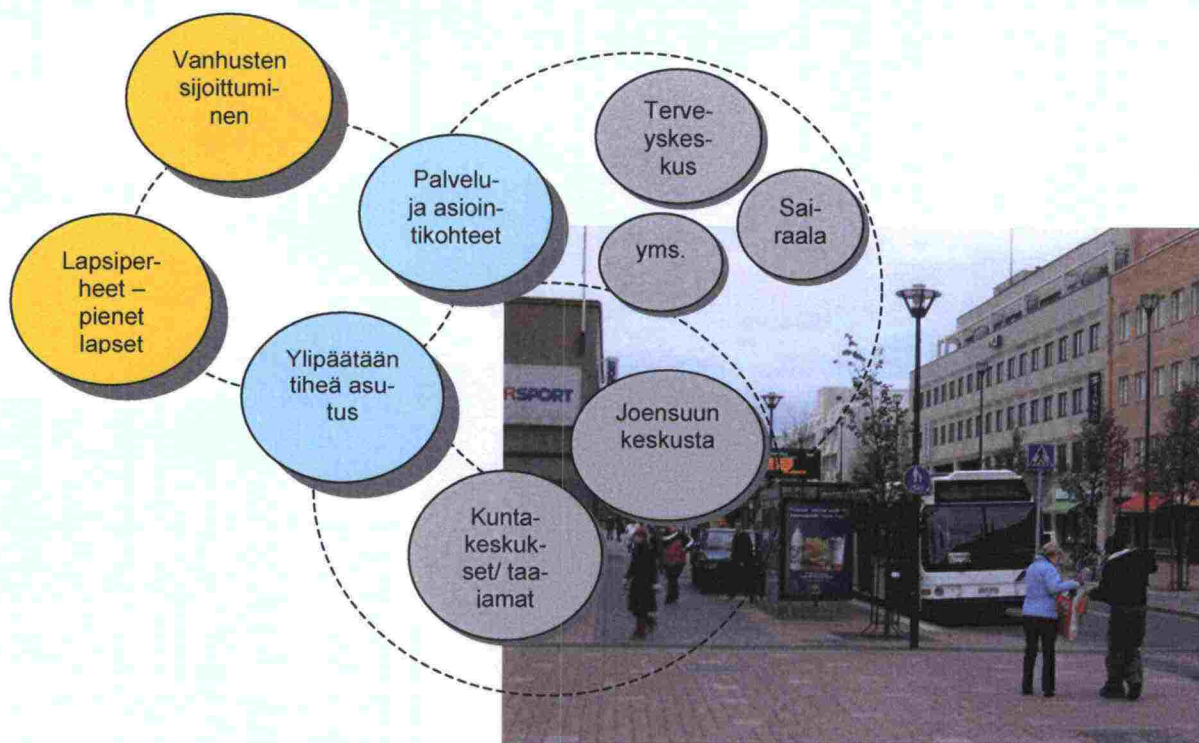 Vanhusten
sijoittumi-
nen
Terve-
yskes-
kus
Palvelu-
ja asioin-
tikohteet
Sai-
raala
yms.
Lapsiper-
heet –
pienet
lapset
Ylipäätään
tiheä asu-
tus
RSPORT
Joensuun
keskusta
Kunta-
keskuk-
set/ taa-
jamat